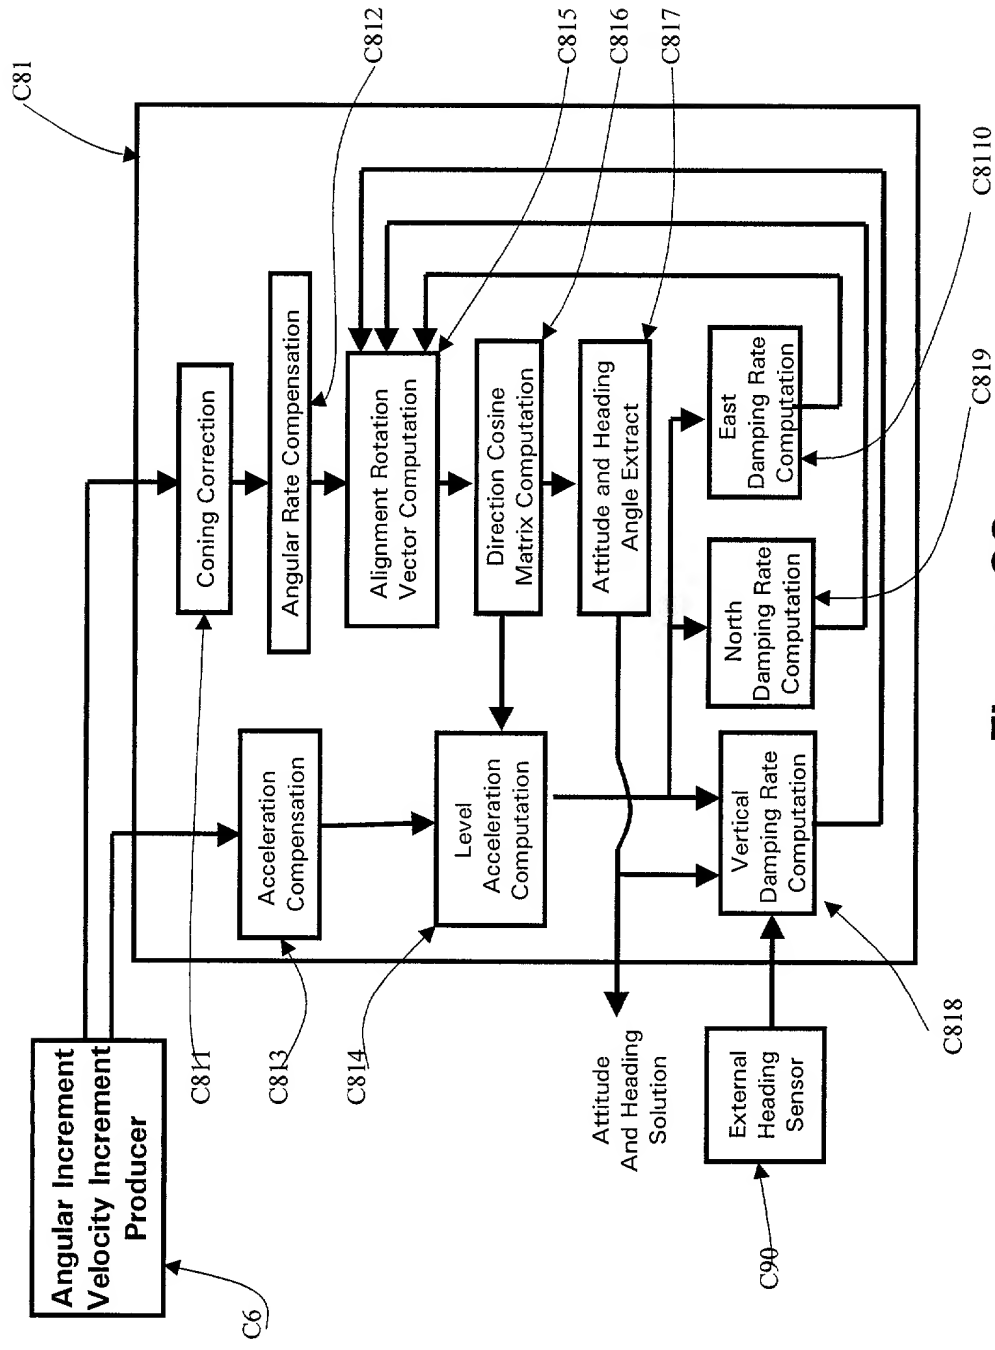 Angular Increment
Velocity Increment
Producer
C6
C81
C811
Coning Correction
C812
Angular Rate Compensation
C813
Acceleration
Compensation
C815
Alignment Rotation
Vector Computation
C814
Level
Acceleration
Computation
C816
Direction Cosine
Matrix Computation
C817
Attitude and Heading
Angle Extract
Attitude
And Heading
Solution
External
Heading
Sensor
C90
Vertical
Damping Rate
Computation
C818
North
Damping Rate
Computation
C819
East
Damping Rate
Computation
C8110